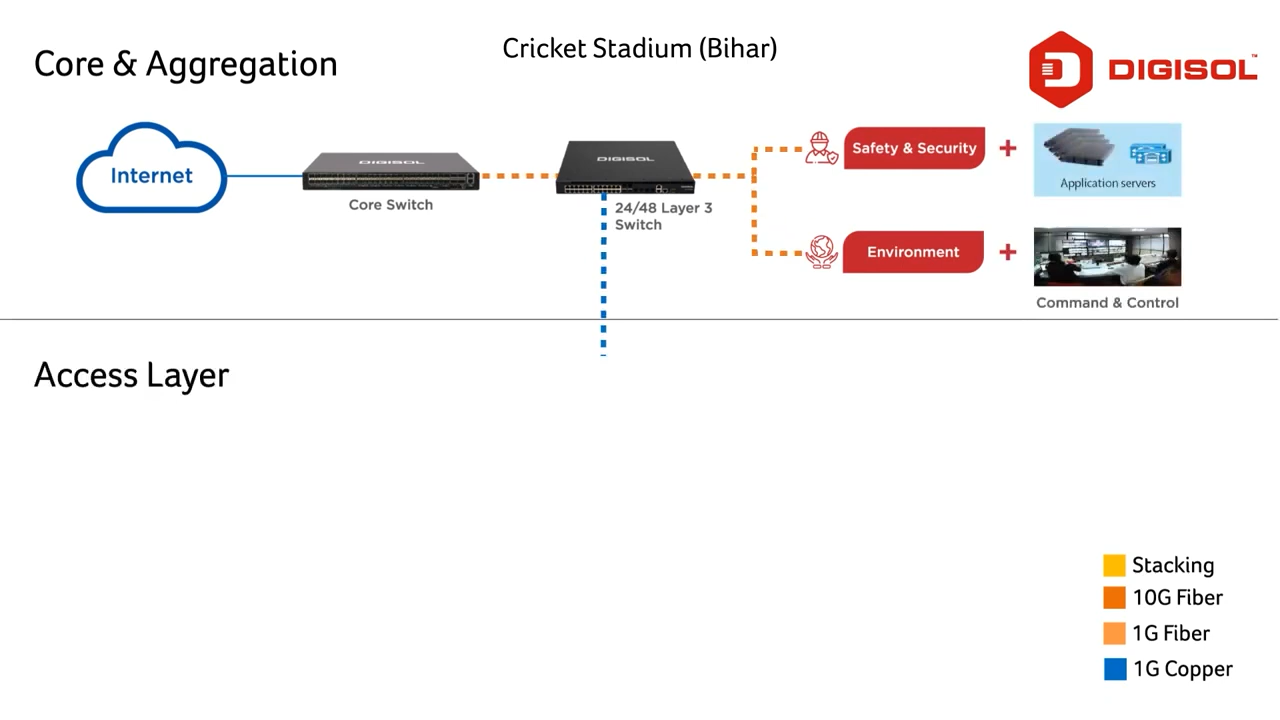 Cricket Stadium (Bihar)
Core & Aggregation
DIGISOL™
Internet
DIGISOL
Core Switch
DIGISOL
24/48 Layer 3
Switch
Safety & Security
+
Application servers
Environment
+
Command & Control
Access Layer
Stacking
10G Fiber
1G Fiber
1G Copper